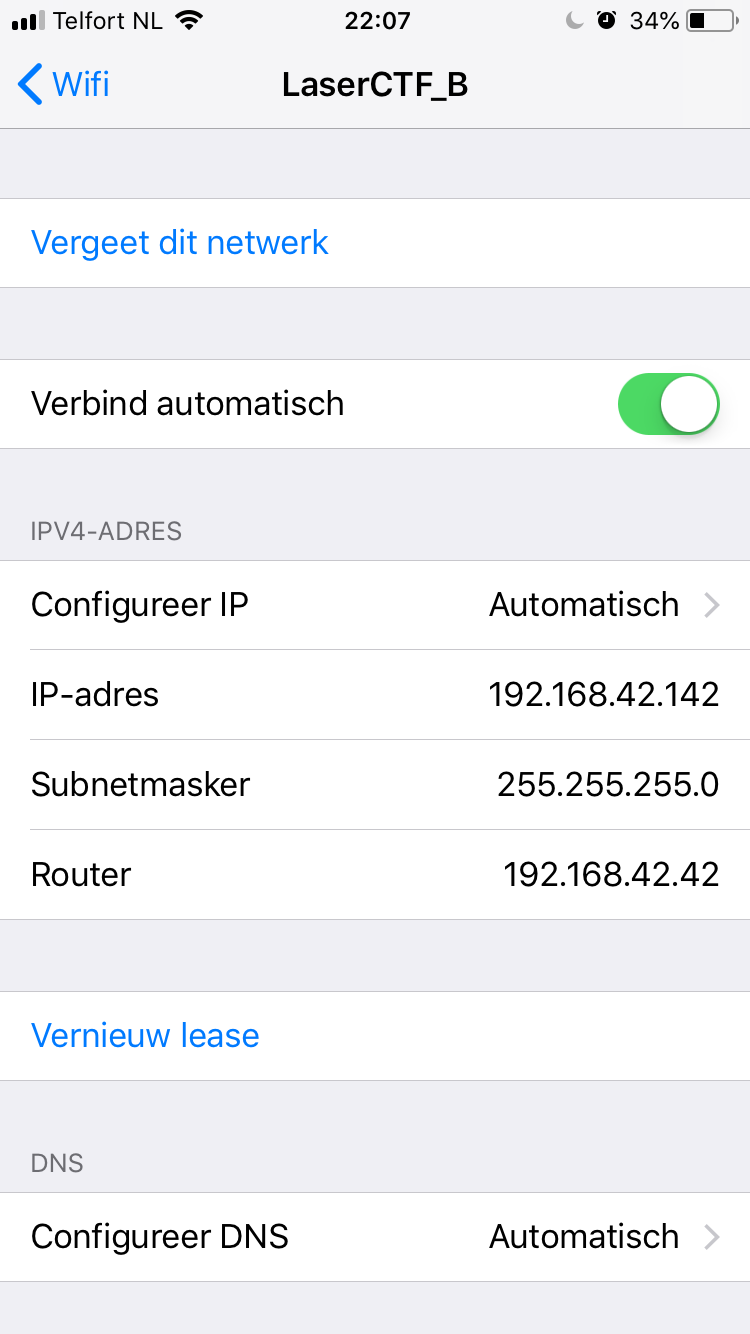 Telfort NL 22:07 34%
Wifi LaserCTF_B
Vergeet dit netwerk
Verbind automatisch
IPV4-ADRES
Configureer IP Automatisch
IP-adres 192.168.42.142
Subnetmasker 255.255.255.0
Router 192.168.42.42
Vernieuw lease
DNS
Configureer DNS Automatisch